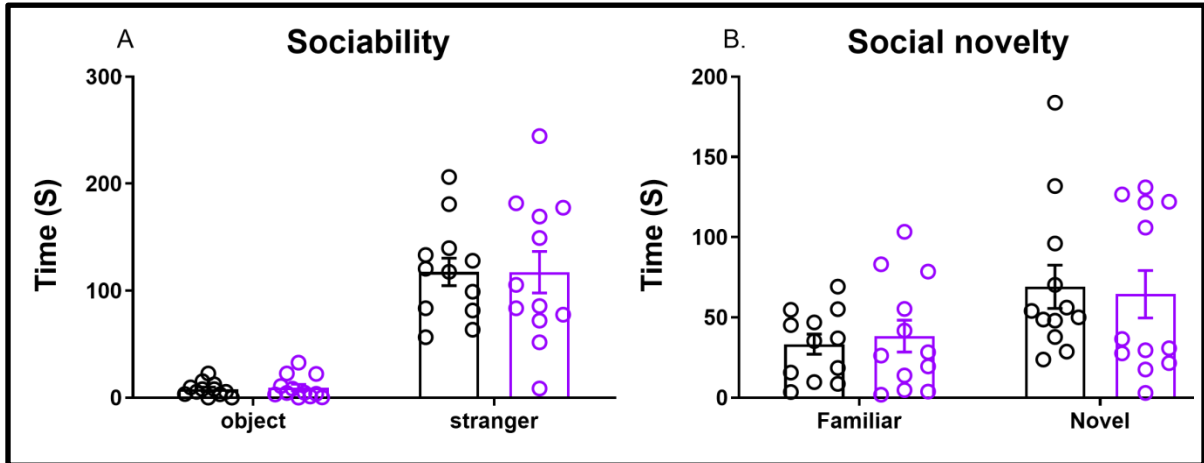 A
Sociability
Time (S)
300
200
100
0
object
stranger
B.
Social novelty
Time (S)
200
150
100
50
0
Familiar
Novel